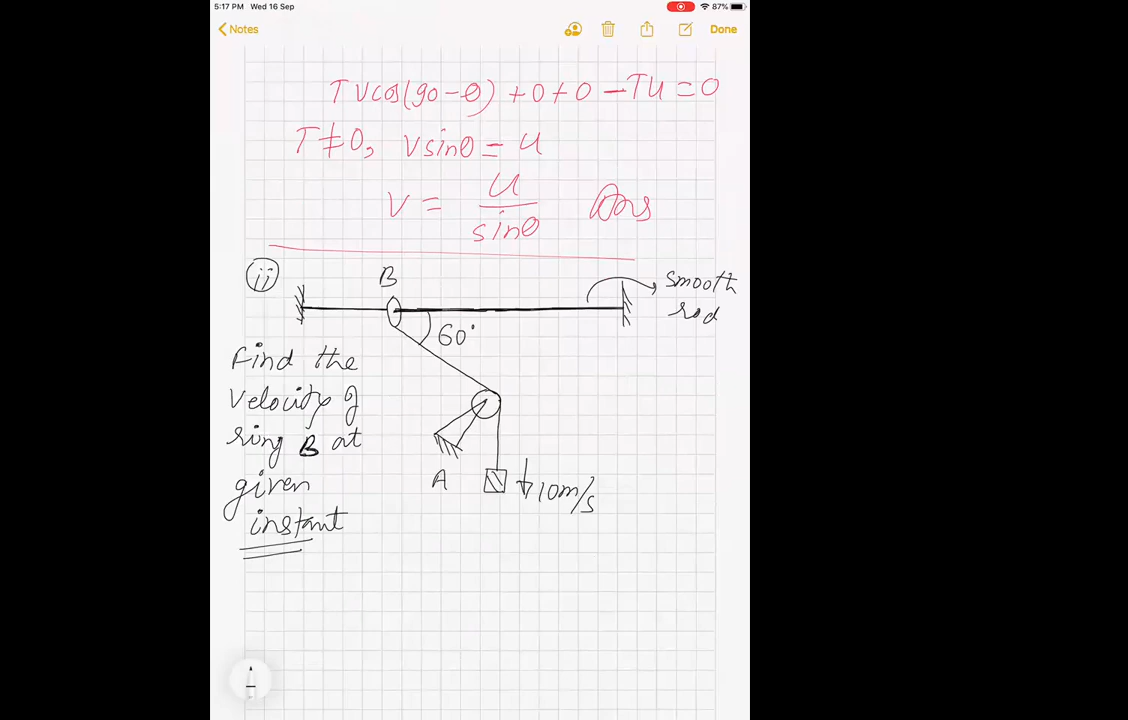 5:17 PM Wed 16 Sep
87%
Notes
Done
TVcos(90-θ) +0+0 -TU = 0
T≠0, vsinθ = u
V = u/sinθ Ans
ii
B
smooth
rod
60°
Find the
velocity of
ring B at
given
instant
A
10m/s